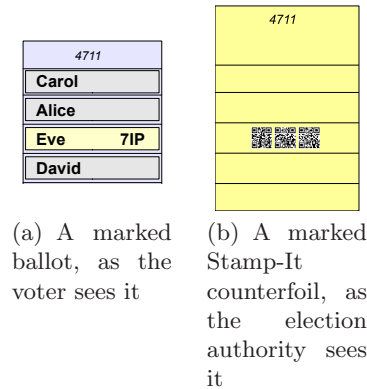 4711
Carol
Alice
Eve 7IP
David
4711
(a) A marked
ballot, as the
voter sees it
(b) A marked
Stamp-It
counterfoil, as
the election
authority sees
it